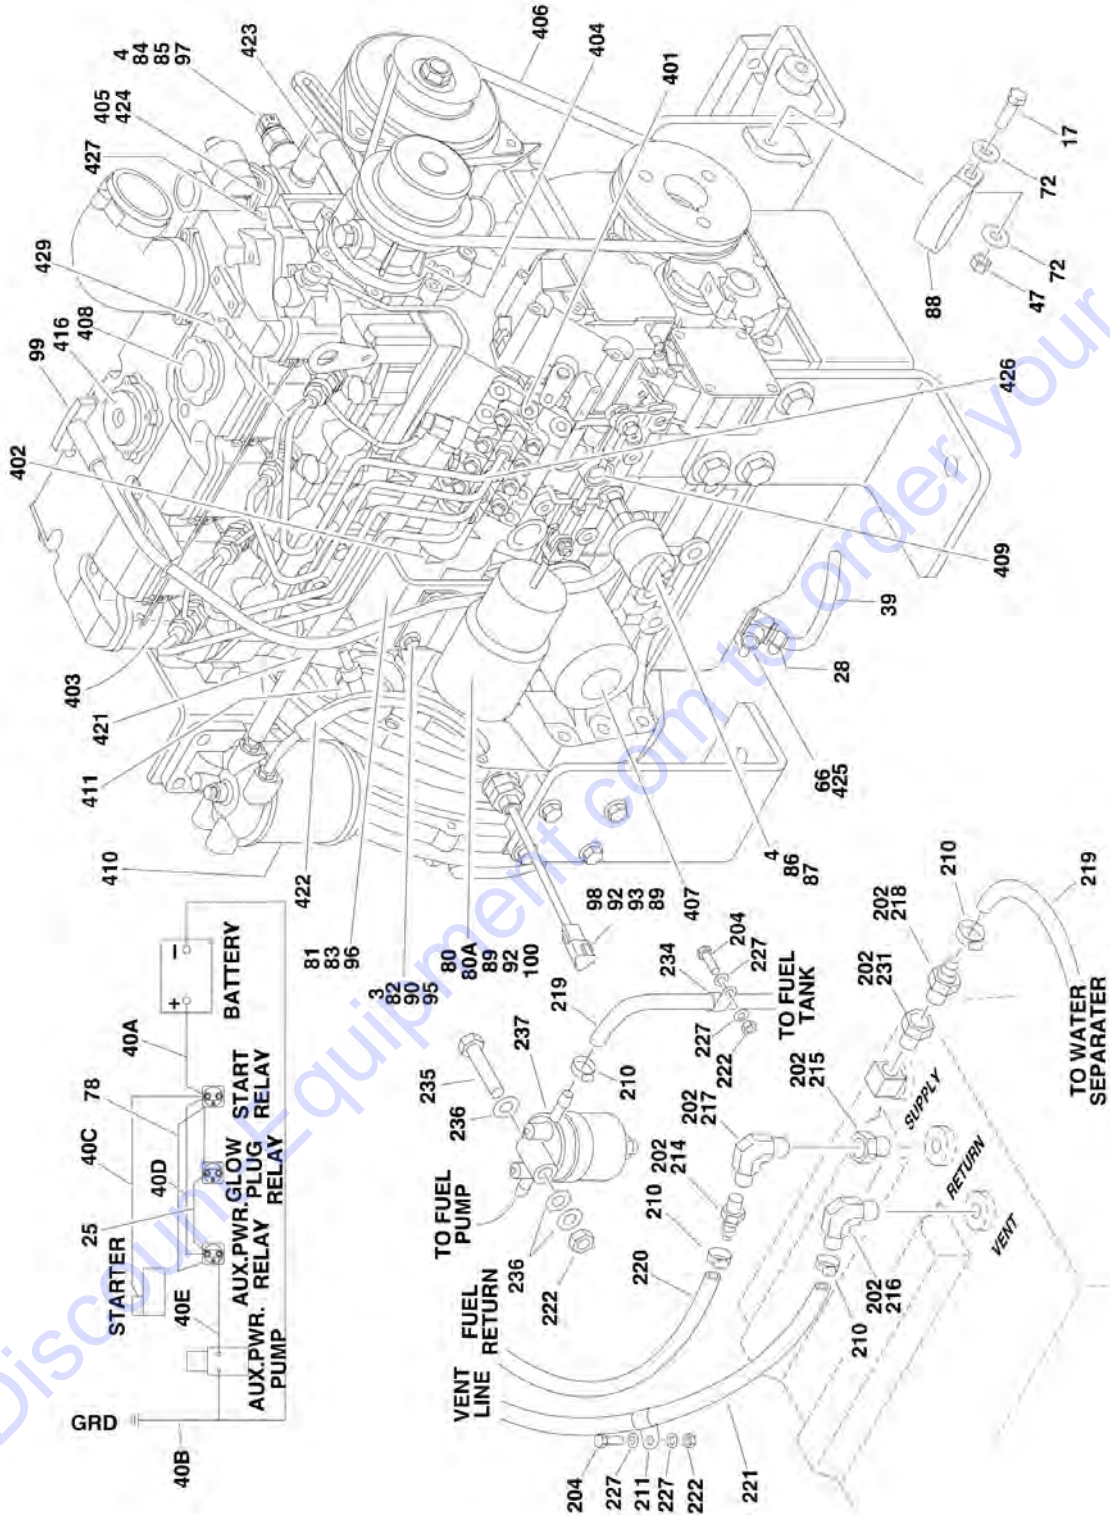 4
84
85
97
423
406
404
401
405
424
427
429
416
408
99
402
17
72
72
47
88
426
409
39
28
66
425
403
421
411
410
422
81
83
96
3
82
90
95
80
80A
89
92
100
98
92
93
89
407
4
86
87
GRD
40B
STARTER
25
40D
40C
78
40A
40E
AUX.PWR.
PUMP
AUX.PWR.
RELAY
GLOW
PLUG
RELAY
START
RELAY
+
−
BATTERY
235
236
237
219
210
234
204
227
227
222
TO FUEL
TANK
TO FUEL
PUMP
236
222
FUEL
RETURN
VENT
LINE
220
210
202
214
202
217
202
215
202
231
202
218
210
219
SUPPLY
RETURN
VENT
TO WATER
SEPARATER
202
216
210
221
204
227
211
227
222
Discount-Equipment.com to order your